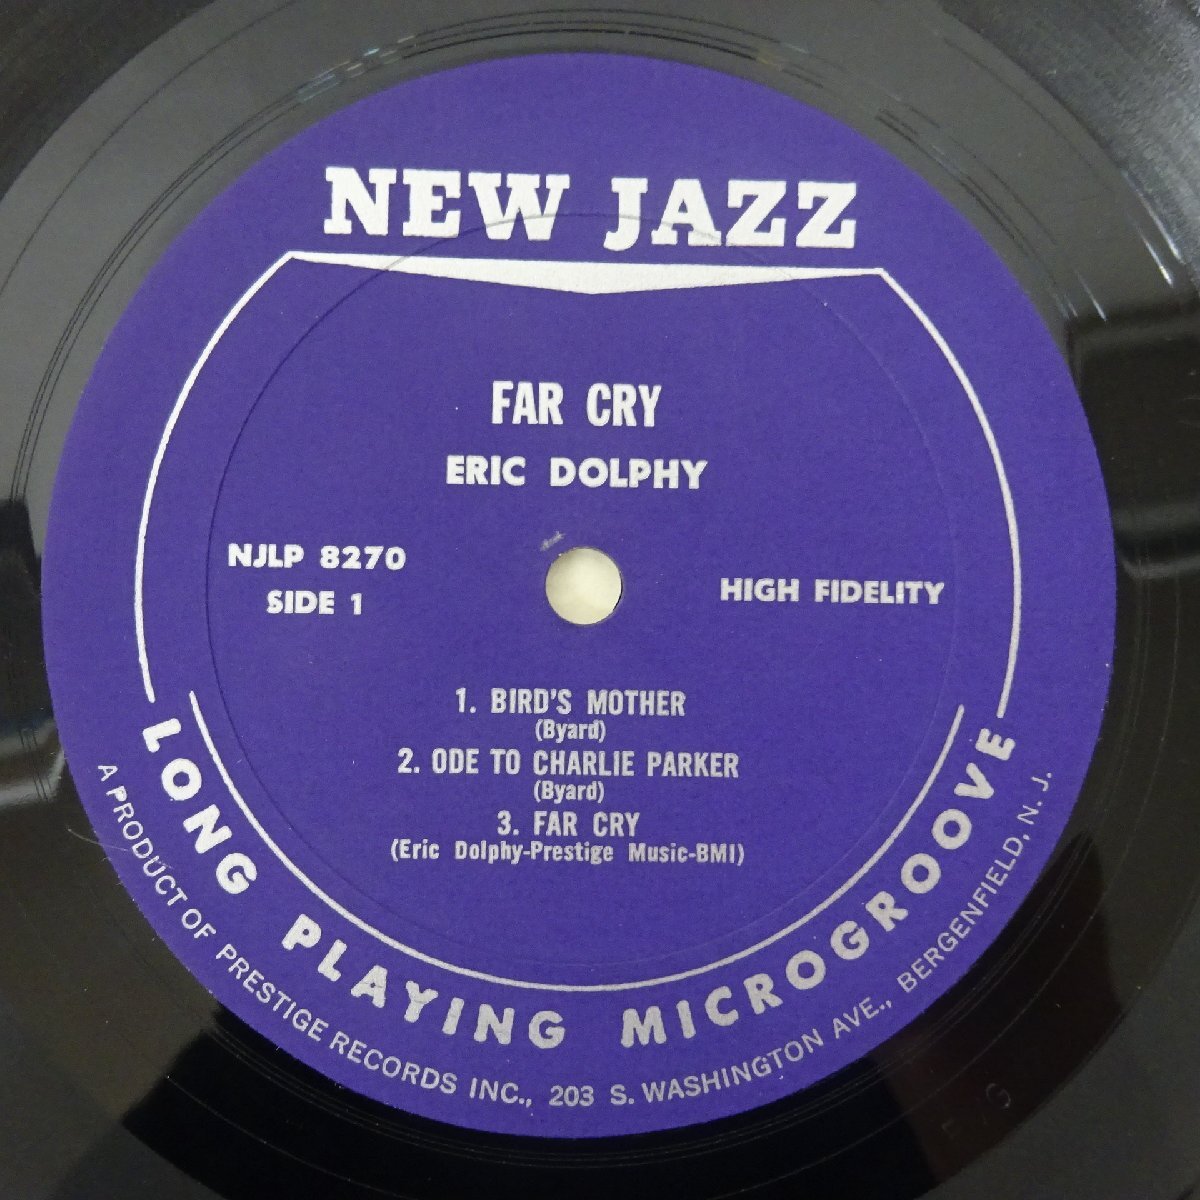 NEW JAZZ
FAR CRY
ERIC DOLPHY
NJLP 8270
SIDE 1
HIGH FIDELITY
1. BIRD'S MOTHER
(Byard)
2. ODE TO CHARLIE PARKER
(Byard)
3. FAR CRY
(Eric Dolphy-Prestige Music-BMI)
LONG PLAYING MICROGROOVE
A PRODUCT OF PRESTIGE RECORDS INC., 203 S. WASHINGTON AVE., BERGENFIELD, N. J.